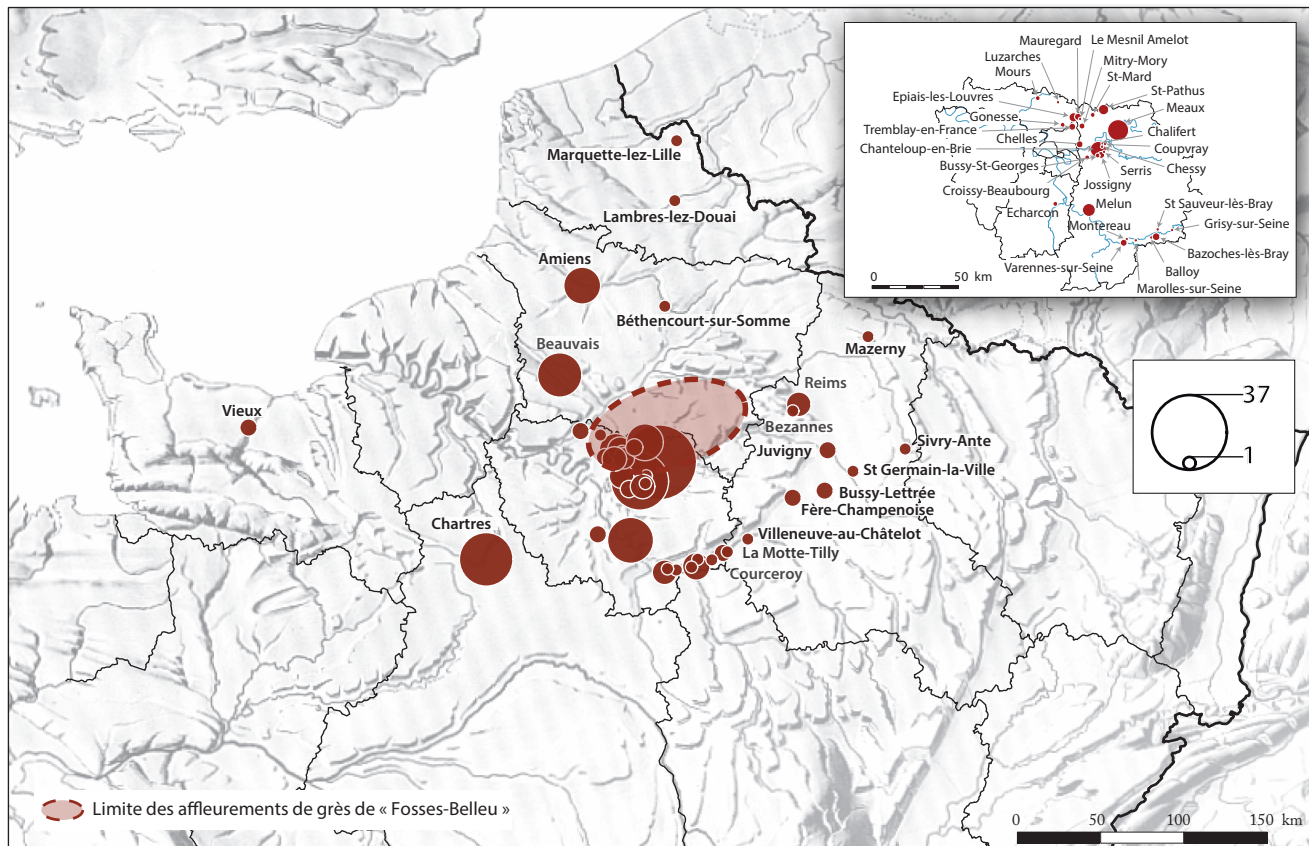 Mauregard
Le Mesnil Amelot
Luzarches
Mitry-Mory
Mours
St-Mard
St-Pathus
Epiais-les-Louvres
Meaux
Gonesse
Tremblay-en-France
Chalifert
Chelles
Coupvray
Chanteloup-en-Brie
Bussy-St-Georges
Serris
Chessy
Croissy-Beaubourg
Jossigny
Echarcon
Melun
St Sauveur-lès-Bray
Montereau
Grisy-sur-Seine
Bazoches-lès-Bray
Varennes-sur-Seine
Balloy
Marolles-sur-Seine
0 50 km
Marquette-lez-Lille
Lambres-lez-Douai
Amiens
Béthencourt-sur-Somme
Mazerny
Beauvais
Reims
37
Vieux
Bezannes
Sivry-Ante
Juvigny
1
St Germain-la-Ville
Bussy-Lettrée
Fère-Champenoise
Chartres
Villeneuve-au-Châtelot
La Motte-Tilly
Courceroy
Limite des affleurements de grès de « Fosses-Belleu »
0 50 100 150 km